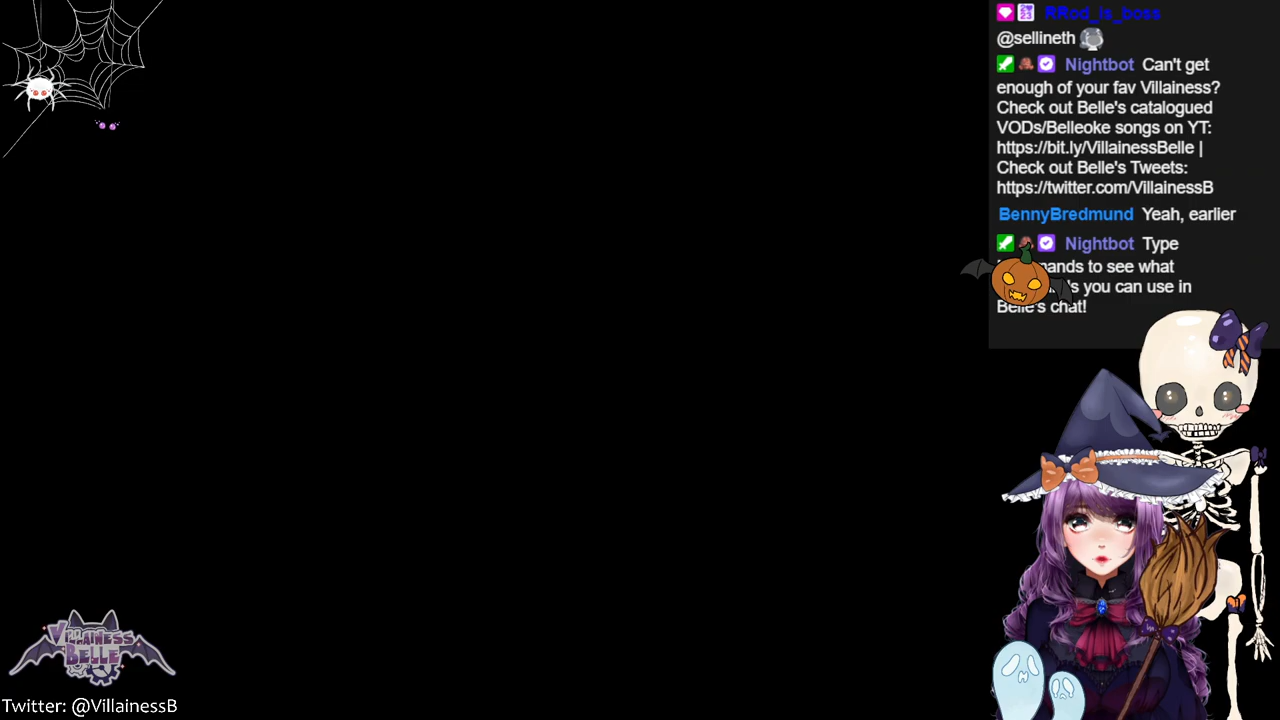 RRod_is_boss
@sellineth
Nightbot Can't get
enough of your fav Villainess?
Check out Belle's catalogued
VODs/Belleoke songs on YT:
https://bit.ly/VillainessBelle |
Check out Belle's Tweets:
https://twitter.com/VillainessB
BennyBredmund Yeah, earlier
Nightbot Type
to see what
you can use in
Belle's chat!
VILLAINESS
BELLE
Twitter: @VillainessB